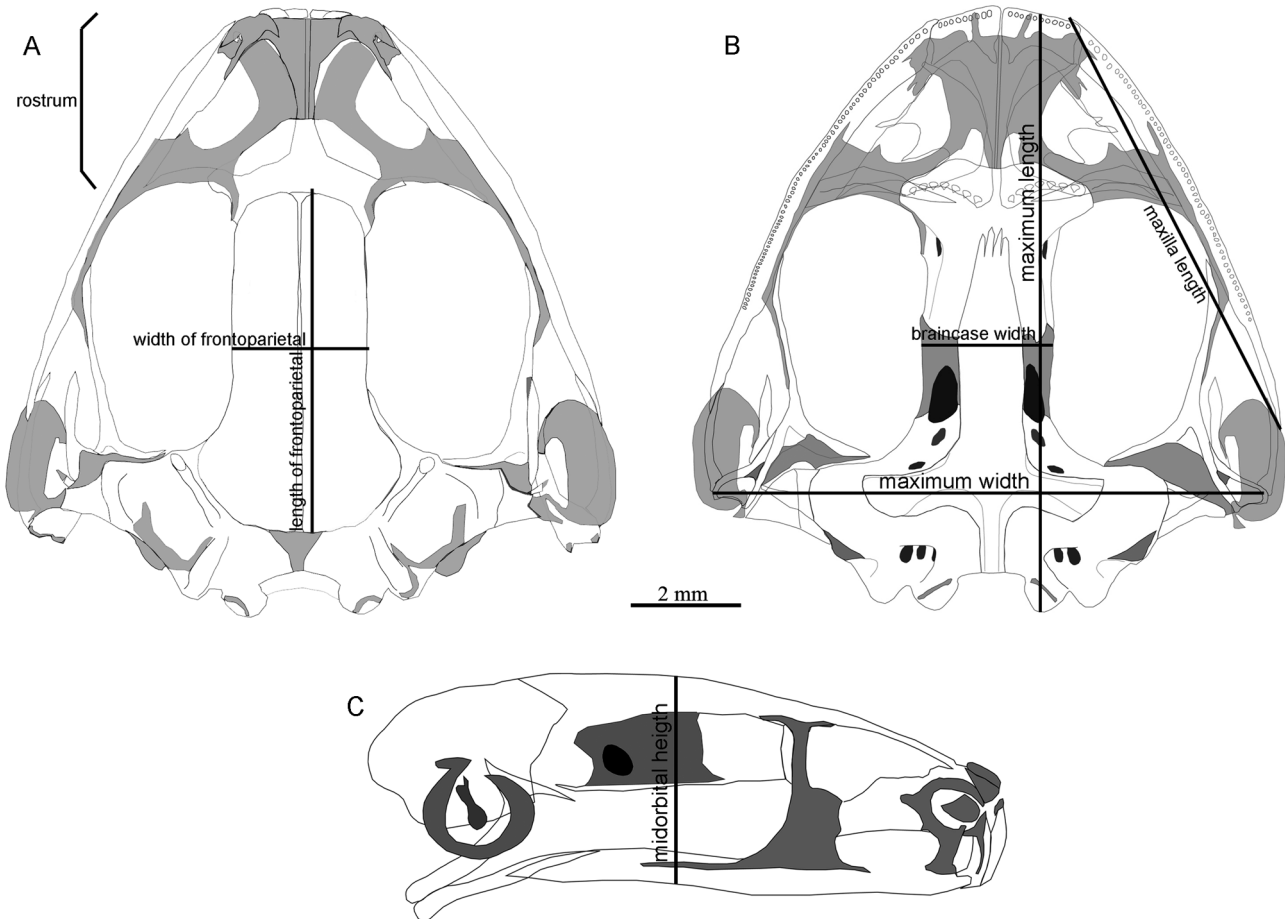 A
rostrum
width of frontoparietal
length of frontoparietal
B
maximum length
maxilla length
braincase width
maximum width
2 mm
C
midorbital heigth